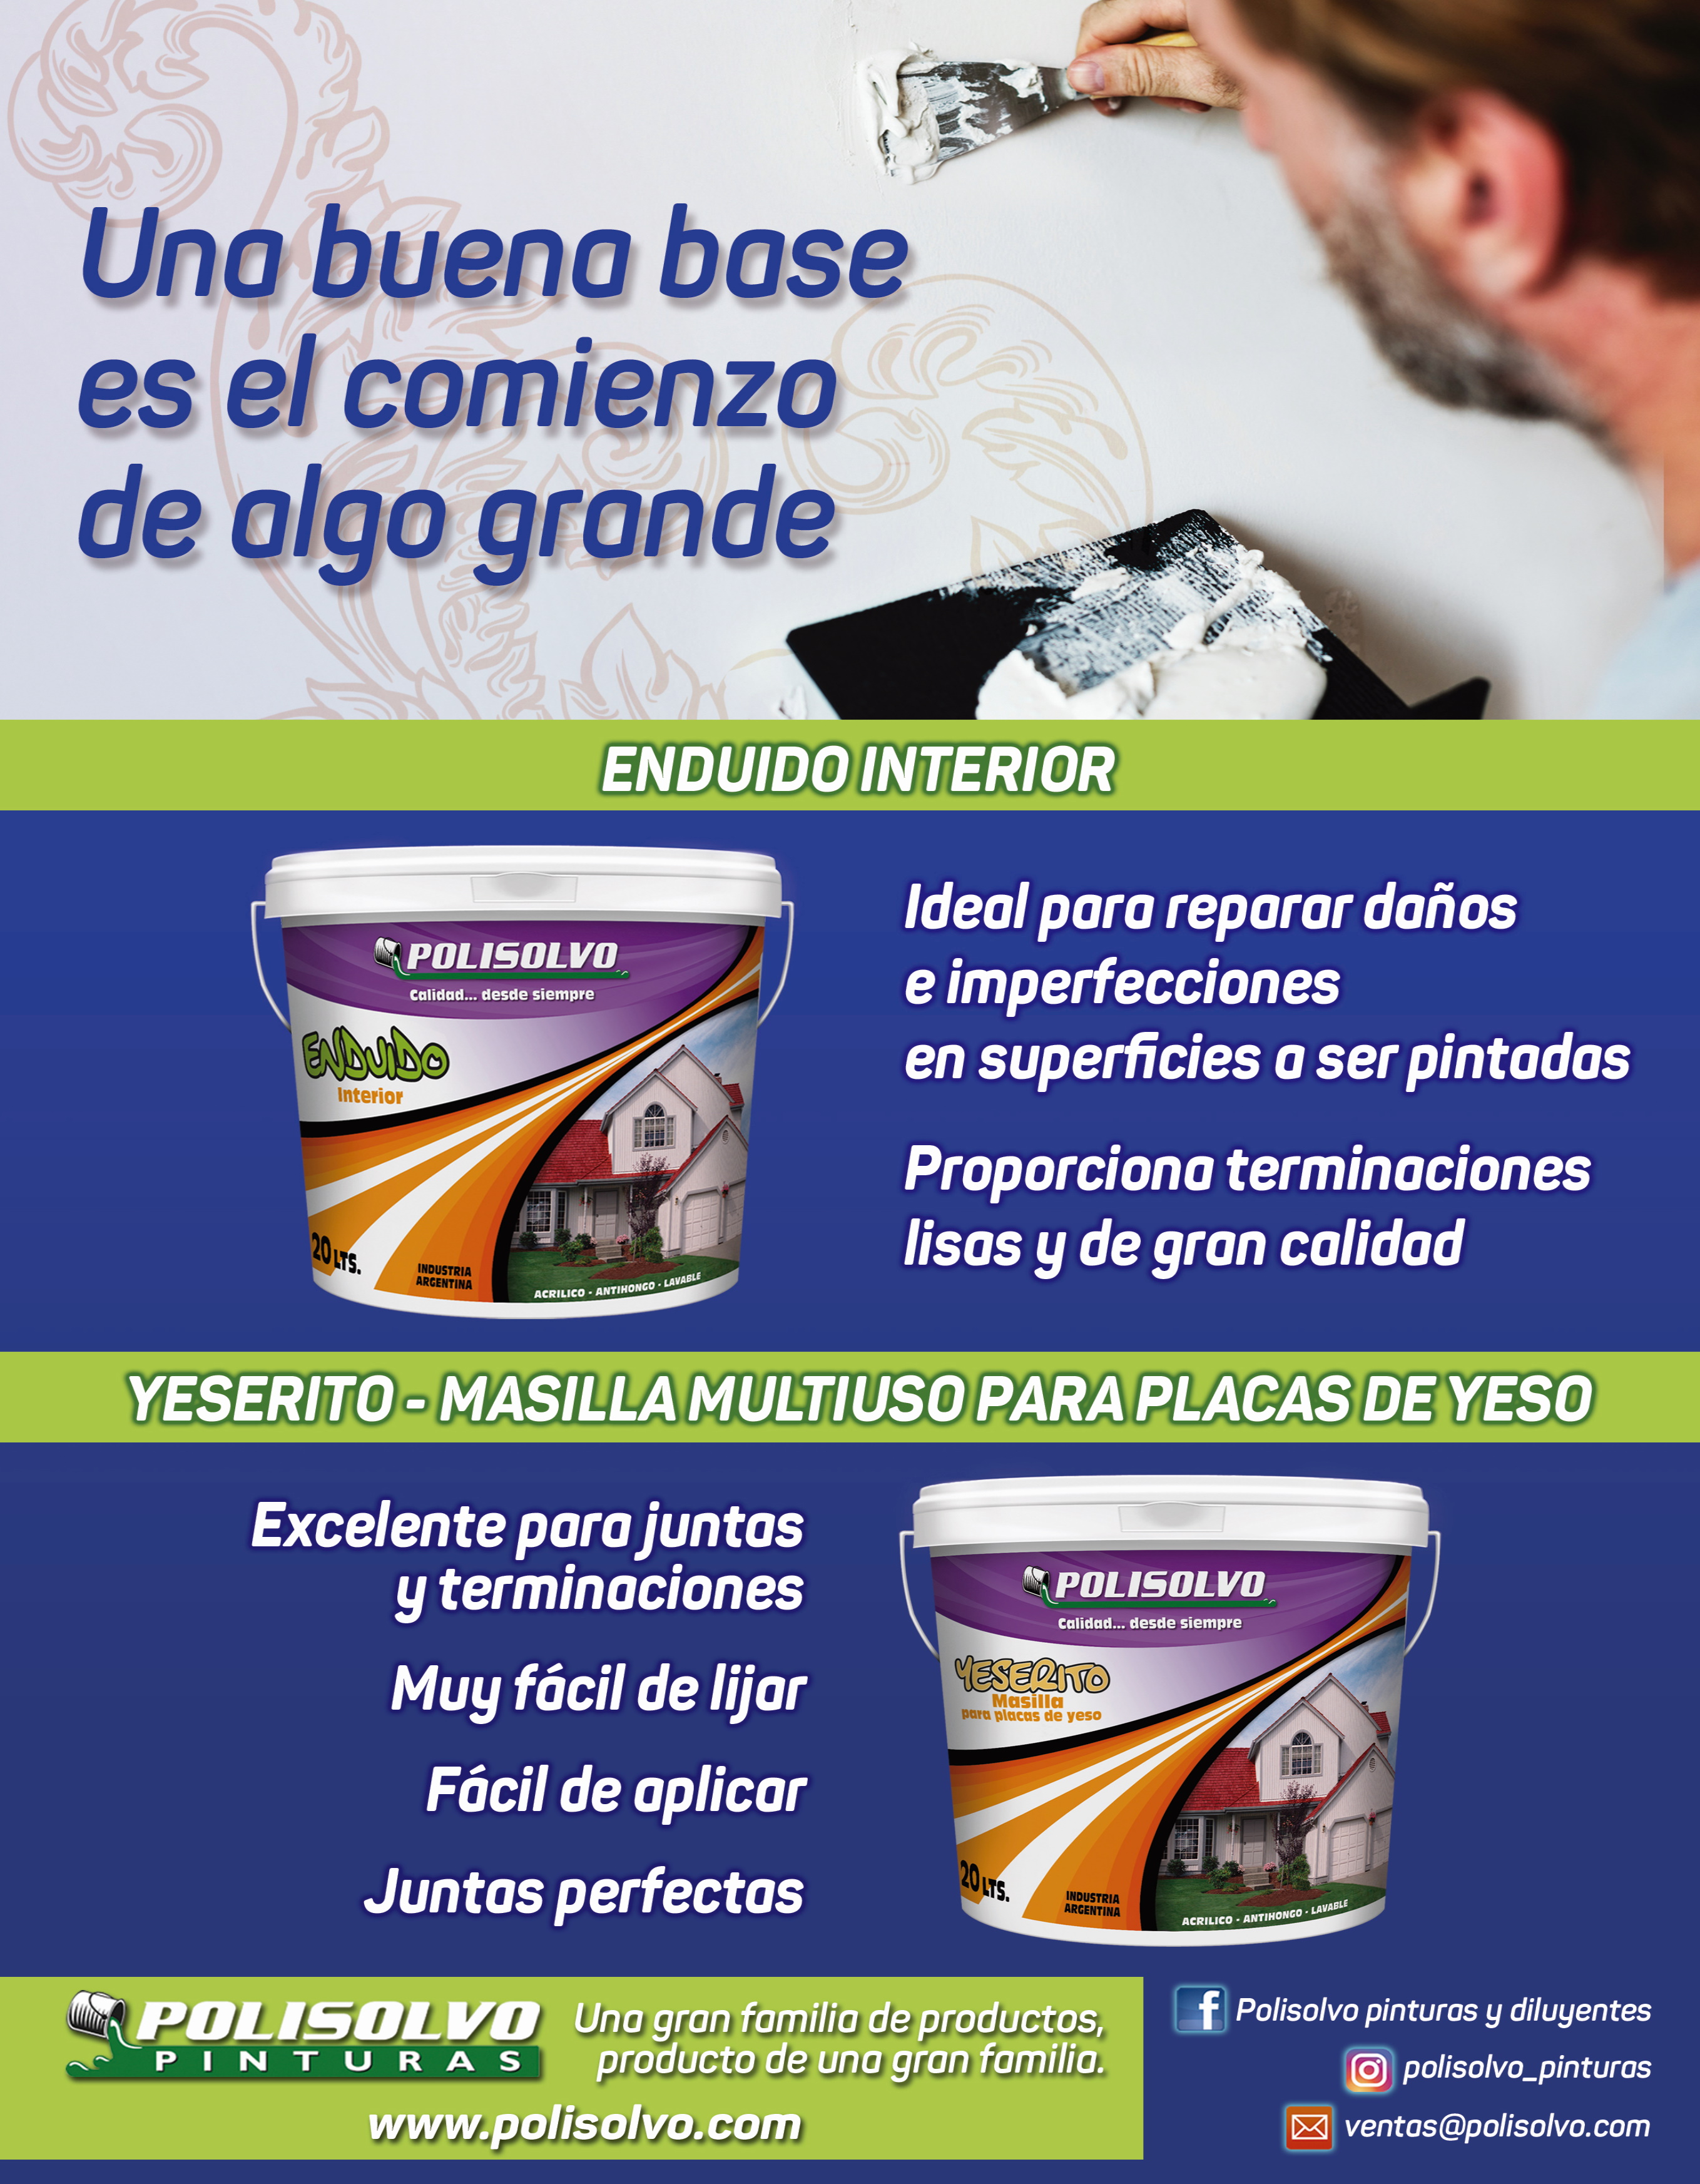 Una buena base
es el comienzo
de algo grande
ENDUIDO INTERIOR
POLISOLVO
Calidad... desde siempre
ENDUIDO
Interior
20 LTS.
INDUSTRIA
ARGENTINA
ACRILICO - ANTIHONGO - LAVABLE
Ideal para reparar daños
e imperfecciones
en superficies a ser pintadas
Proporciona terminaciones
lisas y de gran calidad
YESERITO - MASILLA MULTIUSO PARA PLACAS DE YESO
Excelente para juntas
y terminaciones
Muy fácil de lijar
Fácil de aplicar
Juntas perfectas
POLISOLVO
Calidad... desde siempre
YESERITO
Masilla
para placas de yeso
20 LTS.
INDUSTRIA
ARGENTINA
ACRILICO - ANTIHONGO - LAVABLE
POLISOLVO
PINTURAS
Una gran familia de productos,
producto de una gran familia.
www.polisolvo.com
f Polisolvo pinturas y diluyentes
polisolvo_pinturas
ventas@polisolvo.com